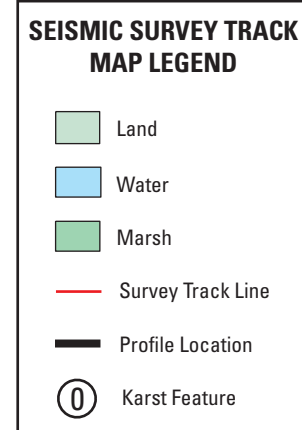 SEISMIC SURVEY TRACK
MAP LEGEND
Land
Water
Marsh
Survey Track Line
Profile Location
0 Karst Feature